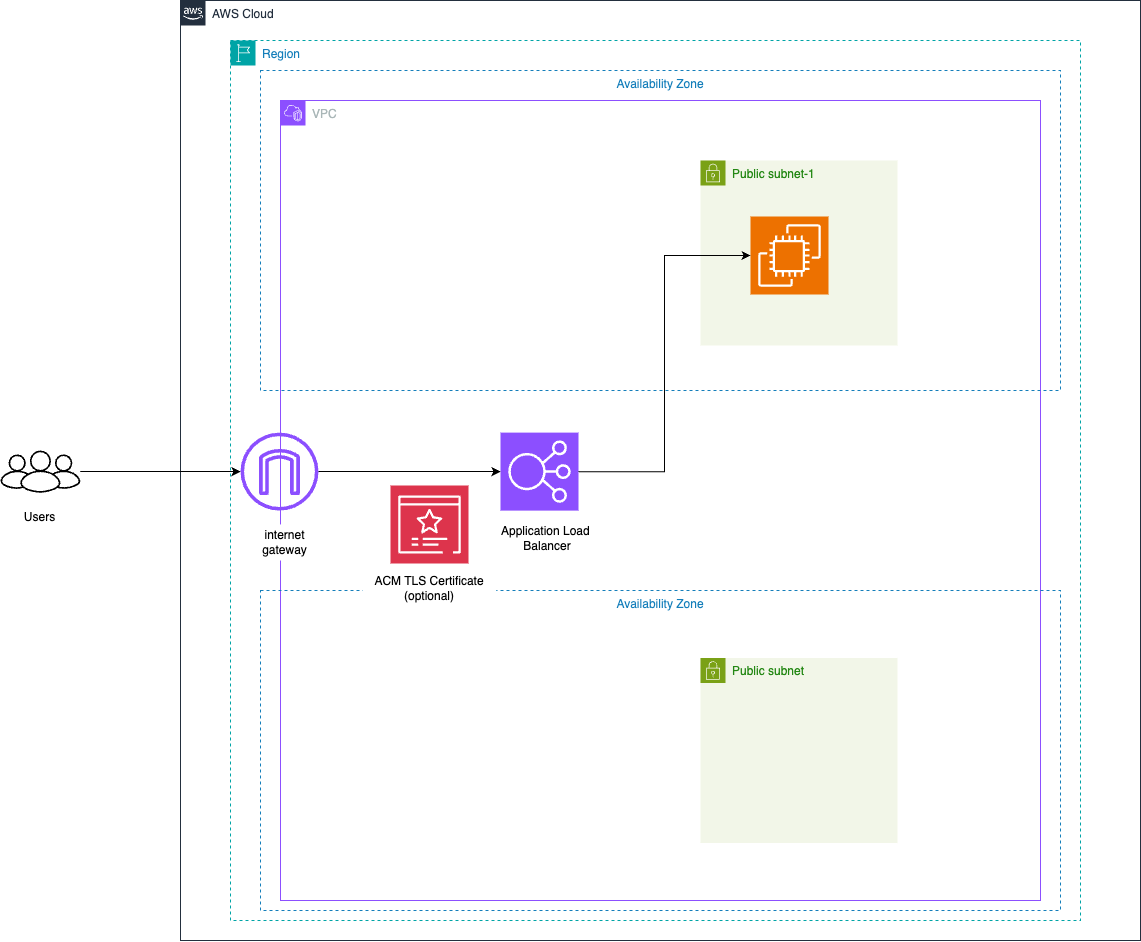 aws
AWS Cloud
Region
Availability Zone
VPC
Public subnet-1
Users
internet
gateway
Application Load
Balancer
ACM TLS Certificate
(optional)
Availability Zone
Public subnet